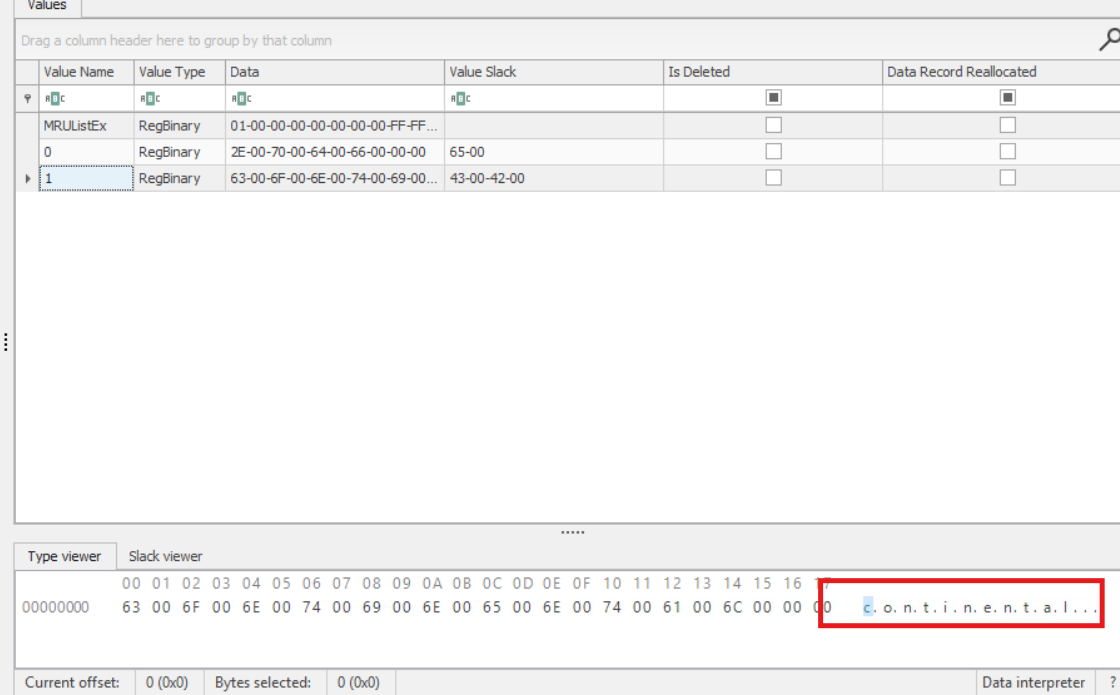 Values
Drag a column header here to group by that column
Value Name Value Type Data Value Slack Is Deleted Data Record Reallocated
MRUListEx RegBinary 01-00-00-00-00-00-00-00-FF-FF...
0 RegBinary 2E-00-70-00-64-00-66-00-00-00 65-00
1 RegBinary 63-00-6F-00-6E-00-74-00-69-00... 43-00-42-00
Type viewer Slack viewer
00 01 02 03 04 05 06 07 08 09 0A 0B 0C 0D 0E 0F 10 11 12 13 14 15 16 17
00000000 63 00 6F 00 6E 00 74 00 69 00 6E 00 65 00 6E 00 74 00 61 00 6C 00 00 00 c.o.n.t.i.n.e.n.t.a.l...
Current offset: 0 (0x0) Bytes selected: 0 (0x0) Data interpreter ?